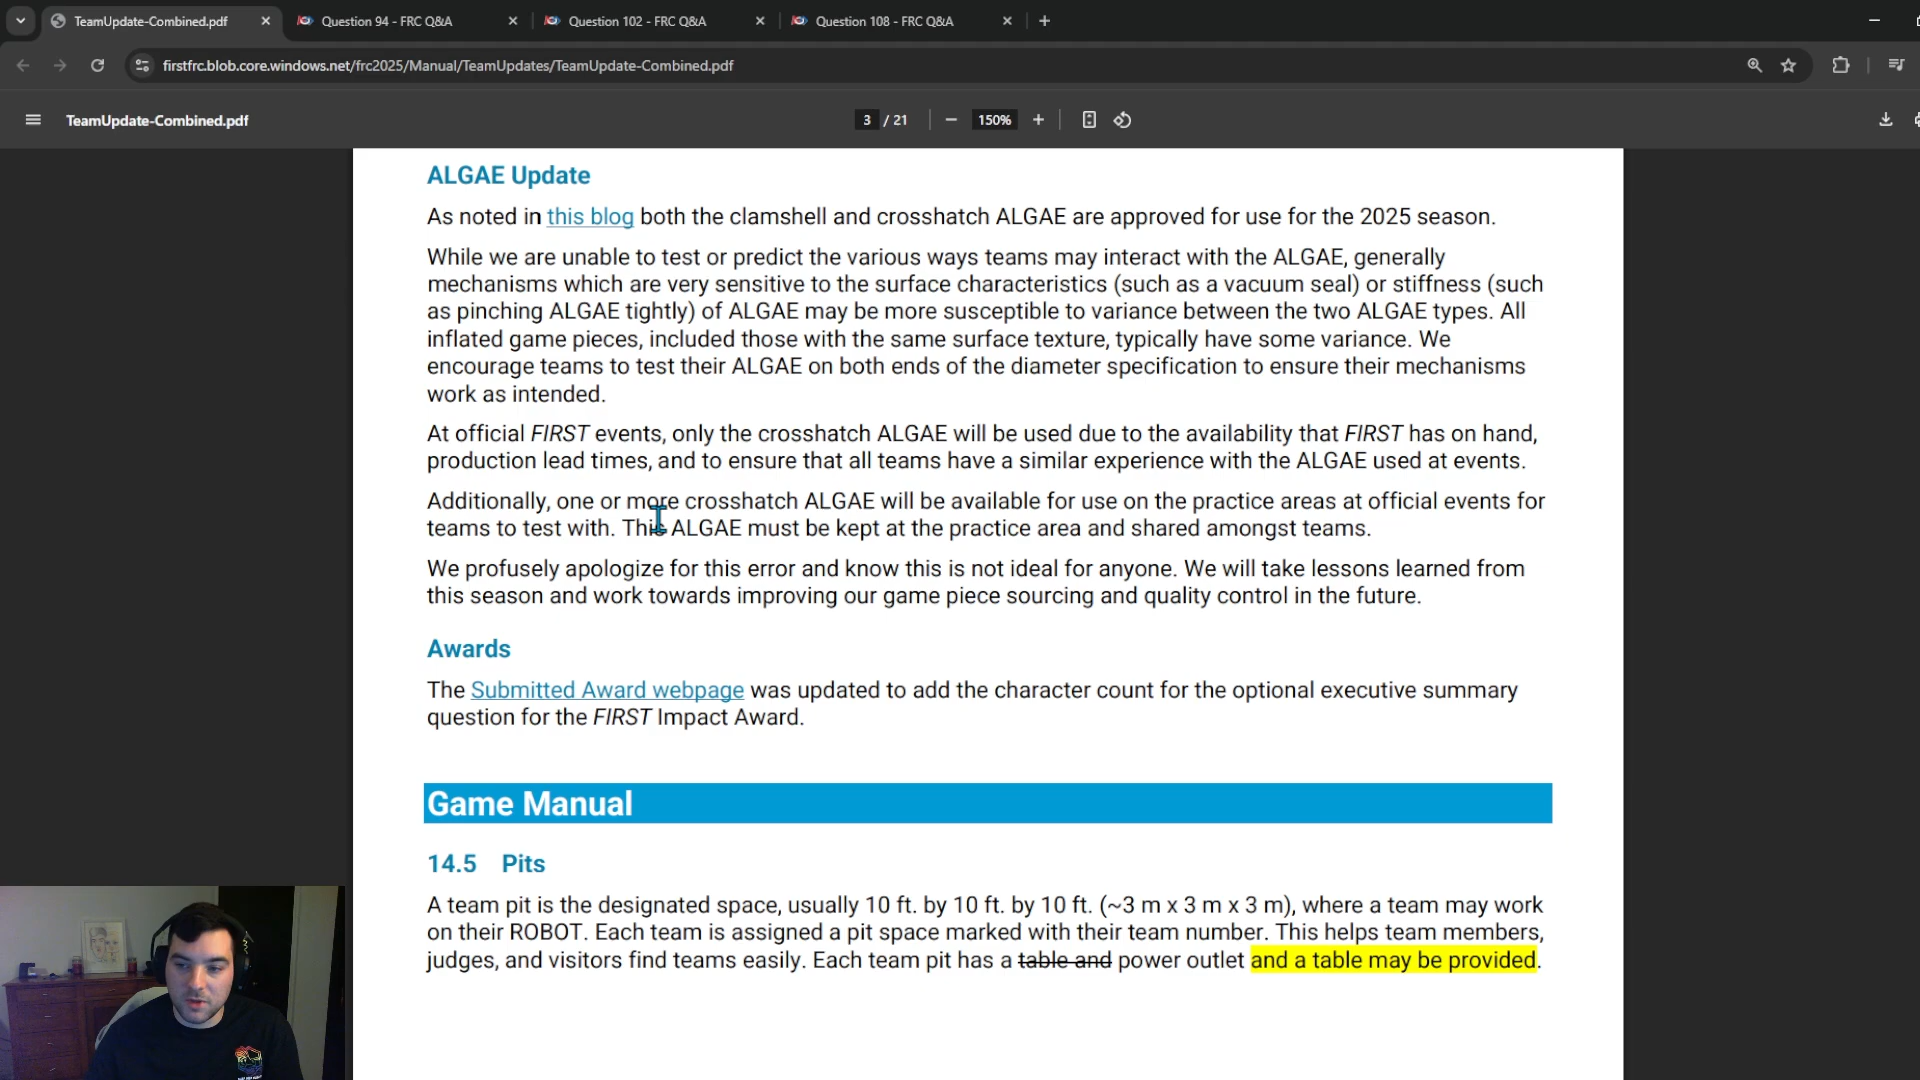 TeamUpdate-Combined.pdf
Question 94 - FRC Q&A
Question 102 - FRC Q&A
Question 108 - FRC Q&A
firstfrc.blob.core.windows.net/frc2025/Manual/TeamUpdates/TeamUpdate-Combined.pdf
TeamUpdate-Combined.pdf
3 / 21
150%
ALGAE Update
As noted in this blog both the clamshell and crosshatch ALGAE are approved for use for the 2025 season.
While we are unable to test or predict the various ways teams may interact with the ALGAE, generally
mechanisms which are very sensitive to the surface characteristics (such as a vacuum seal) or stiffness (such
as pinching ALGAE tightly) of ALGAE may be more susceptible to variance between the two ALGAE types. All
inflated game pieces, included those with the same surface texture, typically have some variance. We
encourage teams to test their ALGAE on both ends of the diameter specification to ensure their mechanisms
work as intended.
At official FIRST events, only the crosshatch ALGAE will be used due to the availability that FIRST has on hand,
production lead times, and to ensure that all teams have a similar experience with the ALGAE used at events.
Additionally, one or more crosshatch ALGAE will be available for use on the practice areas at official events for
teams to test with. This ALGAE must be kept at the practice area and shared amongst teams.
We profusely apologize for this error and know this is not ideal for anyone. We will take lessons learned from
this season and work towards improving our game piece sourcing and quality control in the future.
Awards
The Submitted Award webpage was updated to add the character count for the optional executive summary
question for the FIRST Impact Award.
Game Manual
14.5 Pits
A team pit is the designated space, usually 10 ft. by 10 ft. by 10 ft. (~3 m x 3 m x 3 m), where a team may work
on their ROBOT. Each team is assigned a pit space marked with their team number. This helps team members,
judges, and visitors find teams easily. Each team pit has a table and power outlet and a table may be provided.